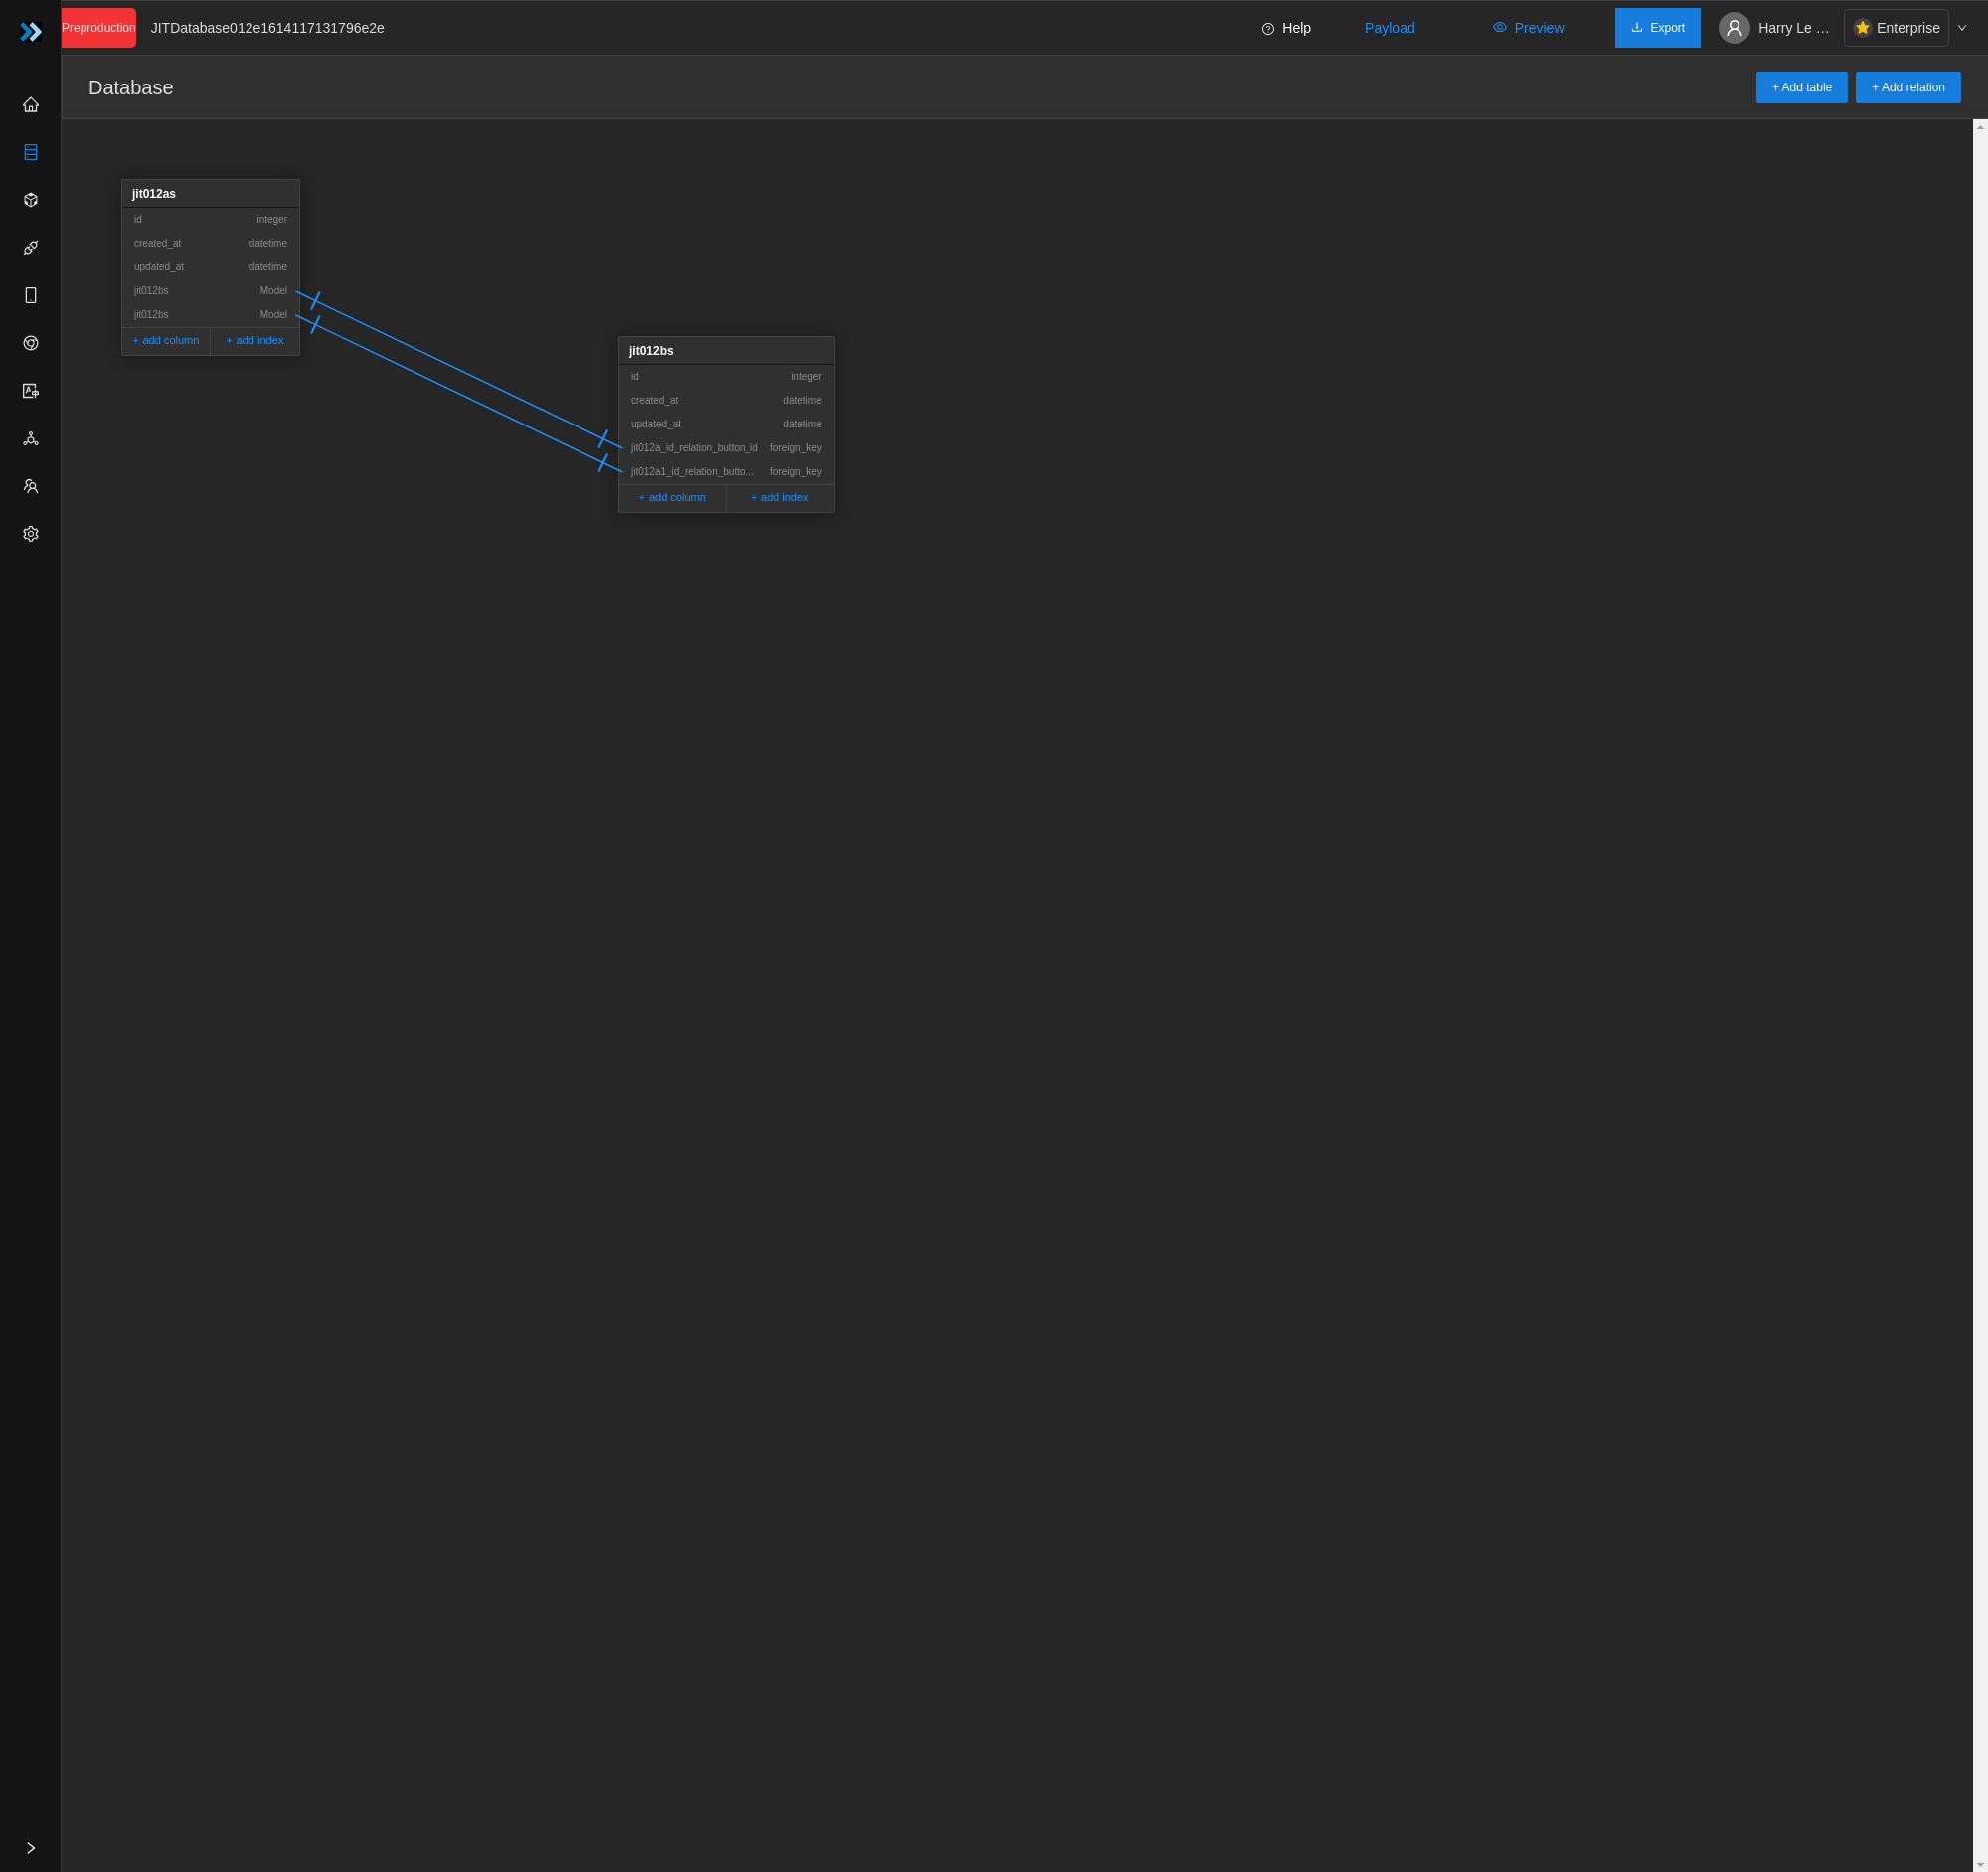 Preproduction JITDatabase012e1614117131796e2e Help Payload Preview Export Harry Le ... Enterprise
Database + Add table + Add relation
jit012as
id integer
created_at datetime
updated_at datetime
jit012bs Model
jit012bs Model
+ add column + add index
jit012bs
id integer
created_at datetime
updated_at datetime
jit012a_id_relation_button_id foreign_key
jit012a1_id_relation_butto... foreign_key
+ add column + add index